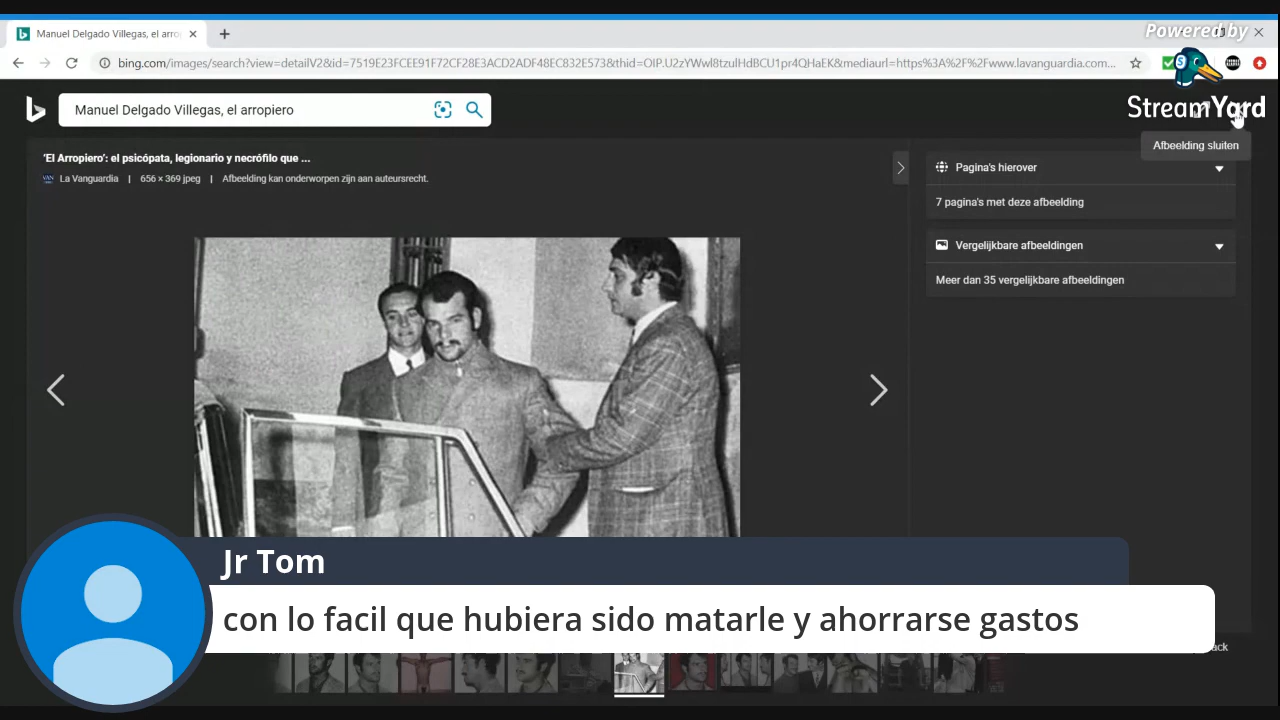 Manuel Delgado Villegas, el arro
Powered by
bing.com/images/search?view=detailV2&id=7519E23FCEE91F72CF28E3ACD2ADF48EC832E573&thid=OIP.U2zYWwl8tzulHdBCU1pr4QHaEK&mediaurl=https%3A%2F%2Fwww.lavanguardia.com...
Manuel Delgado Villegas, el arropiero
StreamYard
Afbeelding sluiten
'El Arropiero': el psicópata, legionario y necrófilo que ...
La Vanguardia | 656 × 369 jpeg | Afbeelding kan onderworpen zijn aan auteursrecht.
Pagina's hierover
7 pagina's met deze afbeelding
Vergelijkbare afbeeldingen
Meer dan 35 vergelijkbare afbeeldingen
Jr Tom
con lo facil que hubiera sido matarle y ahorrarse gastos